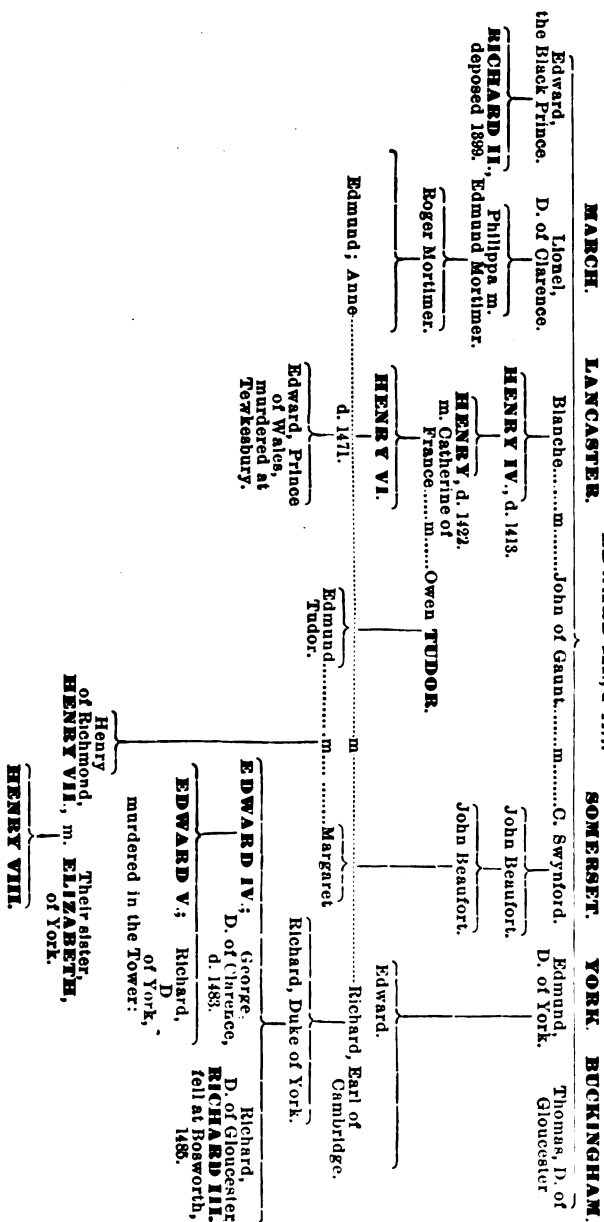 MARCH. LANCASTER. SOMERSET. YORK BUCKINGHAM.
Edward,
the Black Prince.
Lionel,
D. of Clarence.
Blanche........m........John of Gaunt........m........C. Swynford.
Edmund,
D. of York.
Thomas, D. of
Gloucester
RICHARD II.,
deposed 1399.
Philippa m.
Edmund Mortimer.
HENRY IV., d. 1413.
John Beaufort.
Roger Mortimer.
HENRY, d. 1422.
m. Catherine of
France......m......Owen TUDOR.
John Beaufort.
Edward.
Edmund; Anne
m
Richard, Earl of
Cambridge.
HENRY VI.
d. 1471.
Edmund
Tudor.
m.
Margaret
Edward, Prince
of Wales,
murdered at
Tewkesbury.
Richard, Duke of York.
EDWARD IV.;
George.
D. of Clarence,
d. 1483.
Richard,
D. of Gloucester
RICHARD III.
fell at Bosworth,
1485.
EDWARD V.;
Richard,
D
of York,
murdered in the Tower:
Henry
of Richmond,
HENRY VII., m.
Their sister,
ELIZABETH,
of York.
HENRY VIII.